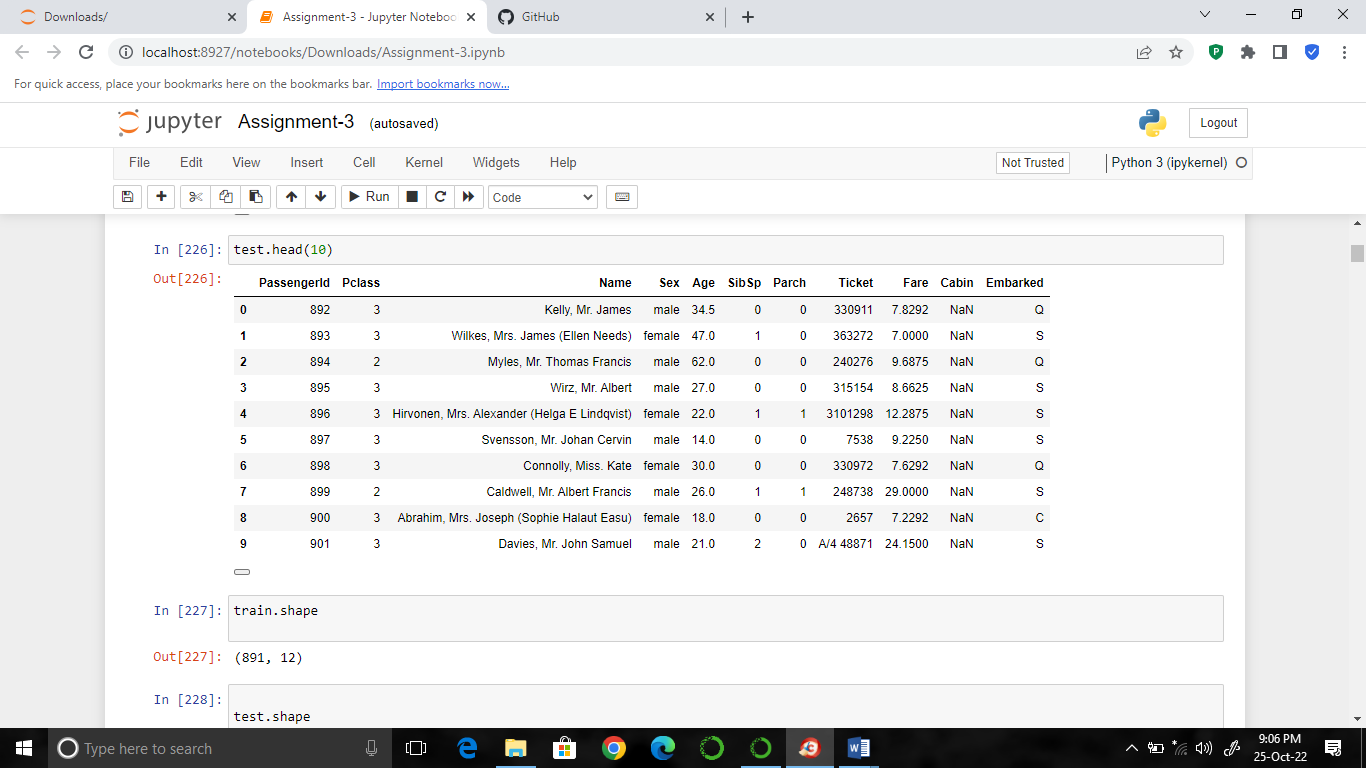 Downloads/
Assignment-3 - Jupyter Noteboo
GitHub
localhost:8927/notebooks/Downloads/Assignment-3.ipynb
For quick access, place your bookmarks here on the bookmarks bar. Import bookmarks now...
jupyter Assignment-3 (autosaved)
Logout
File Edit View Insert Cell Kernel Widgets Help
Not Trusted
Python 3 (ipykernel)
Run
Code
In [226]: test.head(10)
Out[226]:
PassengerId Pclass Name Sex Age SibSp Parch Ticket Fare Cabin Embarked
0 892 3 Kelly, Mr. James male 34.5 0 0 330911 7.8292 NaN Q
1 893 3 Wilkes, Mrs. James (Ellen Needs) female 47.0 1 0 363272 7.0000 NaN S
2 894 2 Myles, Mr. Thomas Francis male 62.0 0 0 240276 9.6875 NaN Q
3 895 3 Wirz, Mr. Albert male 27.0 0 0 315154 8.6625 NaN S
4 896 3 Hirvonen, Mrs. Alexander (Helga E Lindqvist) female 22.0 1 1 3101298 12.2875 NaN S
5 897 3 Svensson, Mr. Johan Cervin male 14.0 0 0 7538 9.2250 NaN S
6 898 3 Connolly, Miss. Kate female 30.0 0 0 330972 7.6292 NaN Q
7 899 2 Caldwell, Mr. Albert Francis male 26.0 1 1 248738 29.0000 NaN S
8 900 3 Abrahim, Mrs. Joseph (Sophie Halaut Easu) female 18.0 0 0 2657 7.2292 NaN C
9 901 3 Davies, Mr. John Samuel male 21.0 2 0 A/4 48871 24.1500 NaN S
In [227]: train.shape
Out[227]: (891, 12)
In [228]:
test.shape
Type here to search
9:06 PM
25-Oct-22